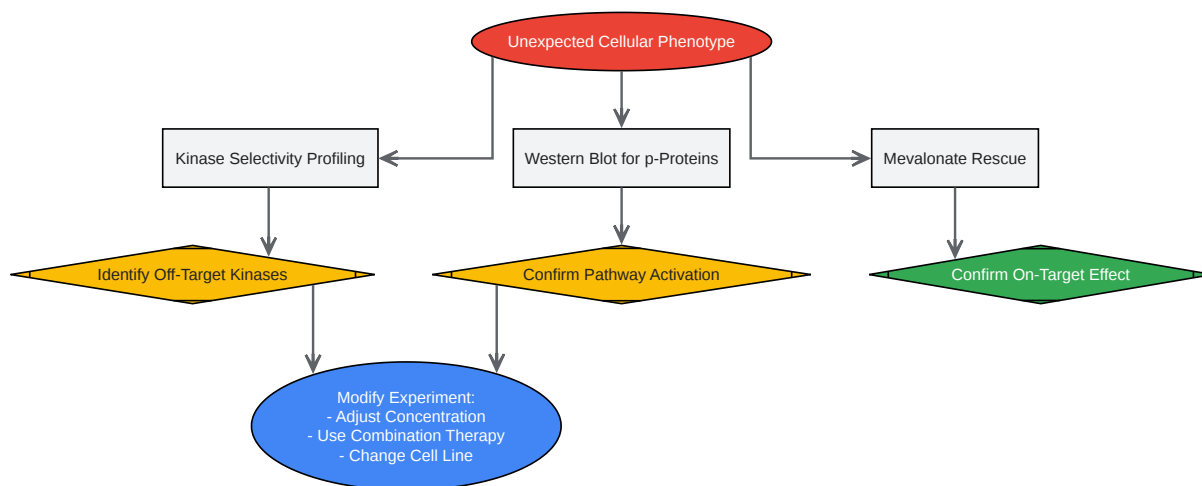 Unexpected Cellular Phenotype
Kinase Selectivity Profiling
Western Blot for p-Proteins
Mevalonate Rescue
Identify Off-Target Kinases
Confirm Pathway Activation
Confirm On-Target Effect
Modify Experiment:
- Adjust Concentration
- Use Combination Therapy
- Change Cell Line